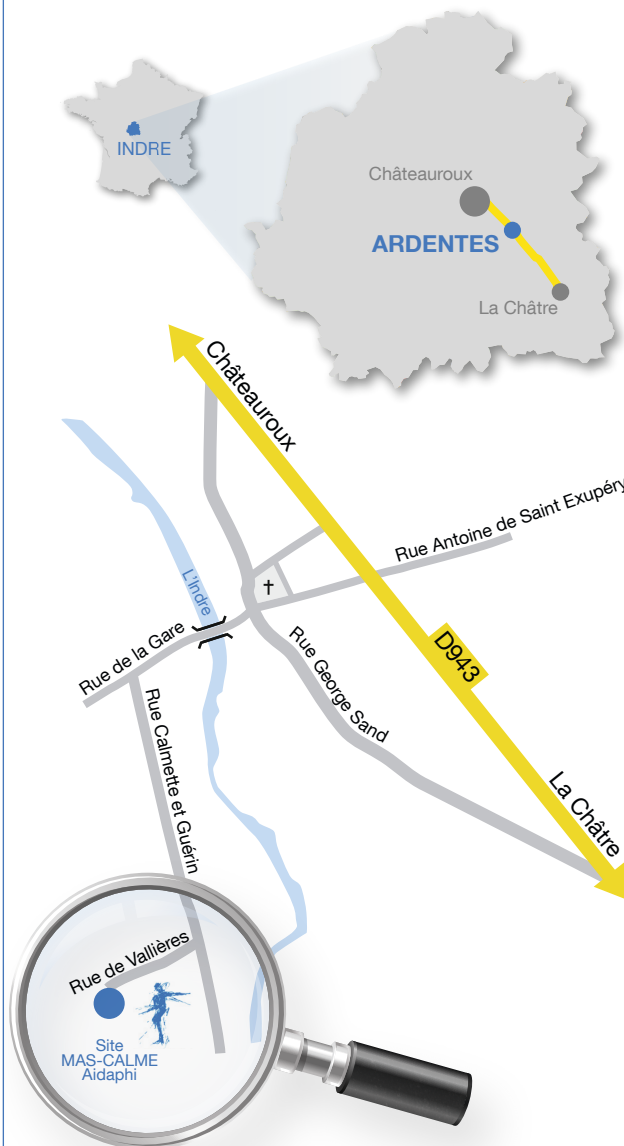 INDRE
Châteauroux
ARDENTES
La Châtre
Châteauroux
Rue Antoine de Saint Exupéry
L'Indre
Rue de la Gare
Rue George Sand
D943
Rue Calmette et Guérin
La Châtre
Rue de Vallières
Site
MAS-CALME
Aidaphi